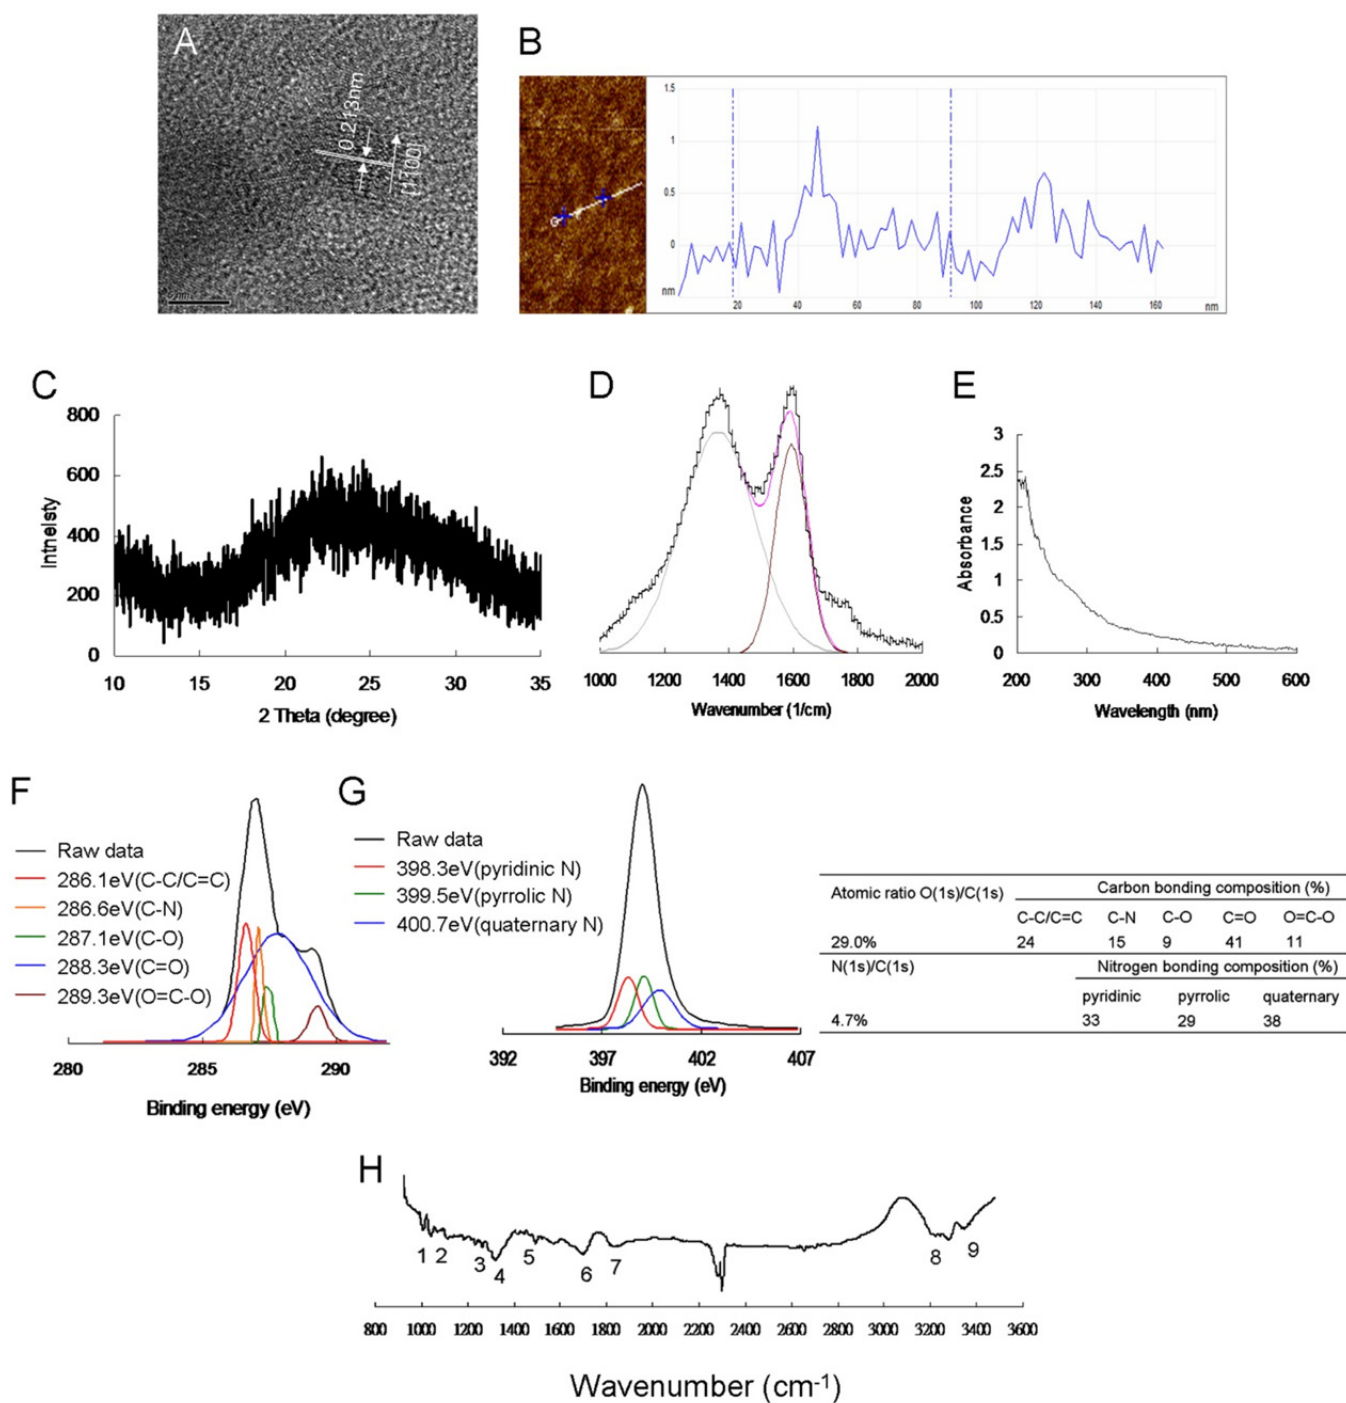 A
0.213nm
[1100]
B
1.5
1
0.5
0
nm
20
40
60
80
100
120
140
160
nm
C
800
600
400
200
0
Intnelsty
10
15
20
25
30
35
2 Theta (degree)
D
1000
1200
1400
1600
1800
2000
Wavenumber (1/cm)
E
3
2.5
2
1.5
1
0.5
0
Absorbance
200
300
400
500
600
Wavelength (nm)
F
Raw data
286.1eV(C-C/C=C)
286.6eV(C-N)
287.1eV(C-O)
288.3eV(C=O)
289.3eV(O=C-O)
280
285
290
Binding energy (eV)
G
Raw data
398.3eV(pyridinic N)
399.5eV(pyrrolic N)
400.7eV(quaternary N)
392
397
402
407
Binding energy (eV)
Atomic ratio O(1s)/C(1s) Carbon bonding composition (%)
C-C/C=C C-N C-O C=O O=C-O
29.0% 24 15 9 41 11
N(1s)/C(1s) Nitrogen bonding composition (%)
pyridinic pyrrolic quaternary
4.7% 33 29 38
H
1
2
3
4
5
6
7
8
9
800 1000 1200 1400 1600 1800 2000 2200 2400 2600 2800 3000 3200 3400 3600
Wavenumber (cm⁻¹)